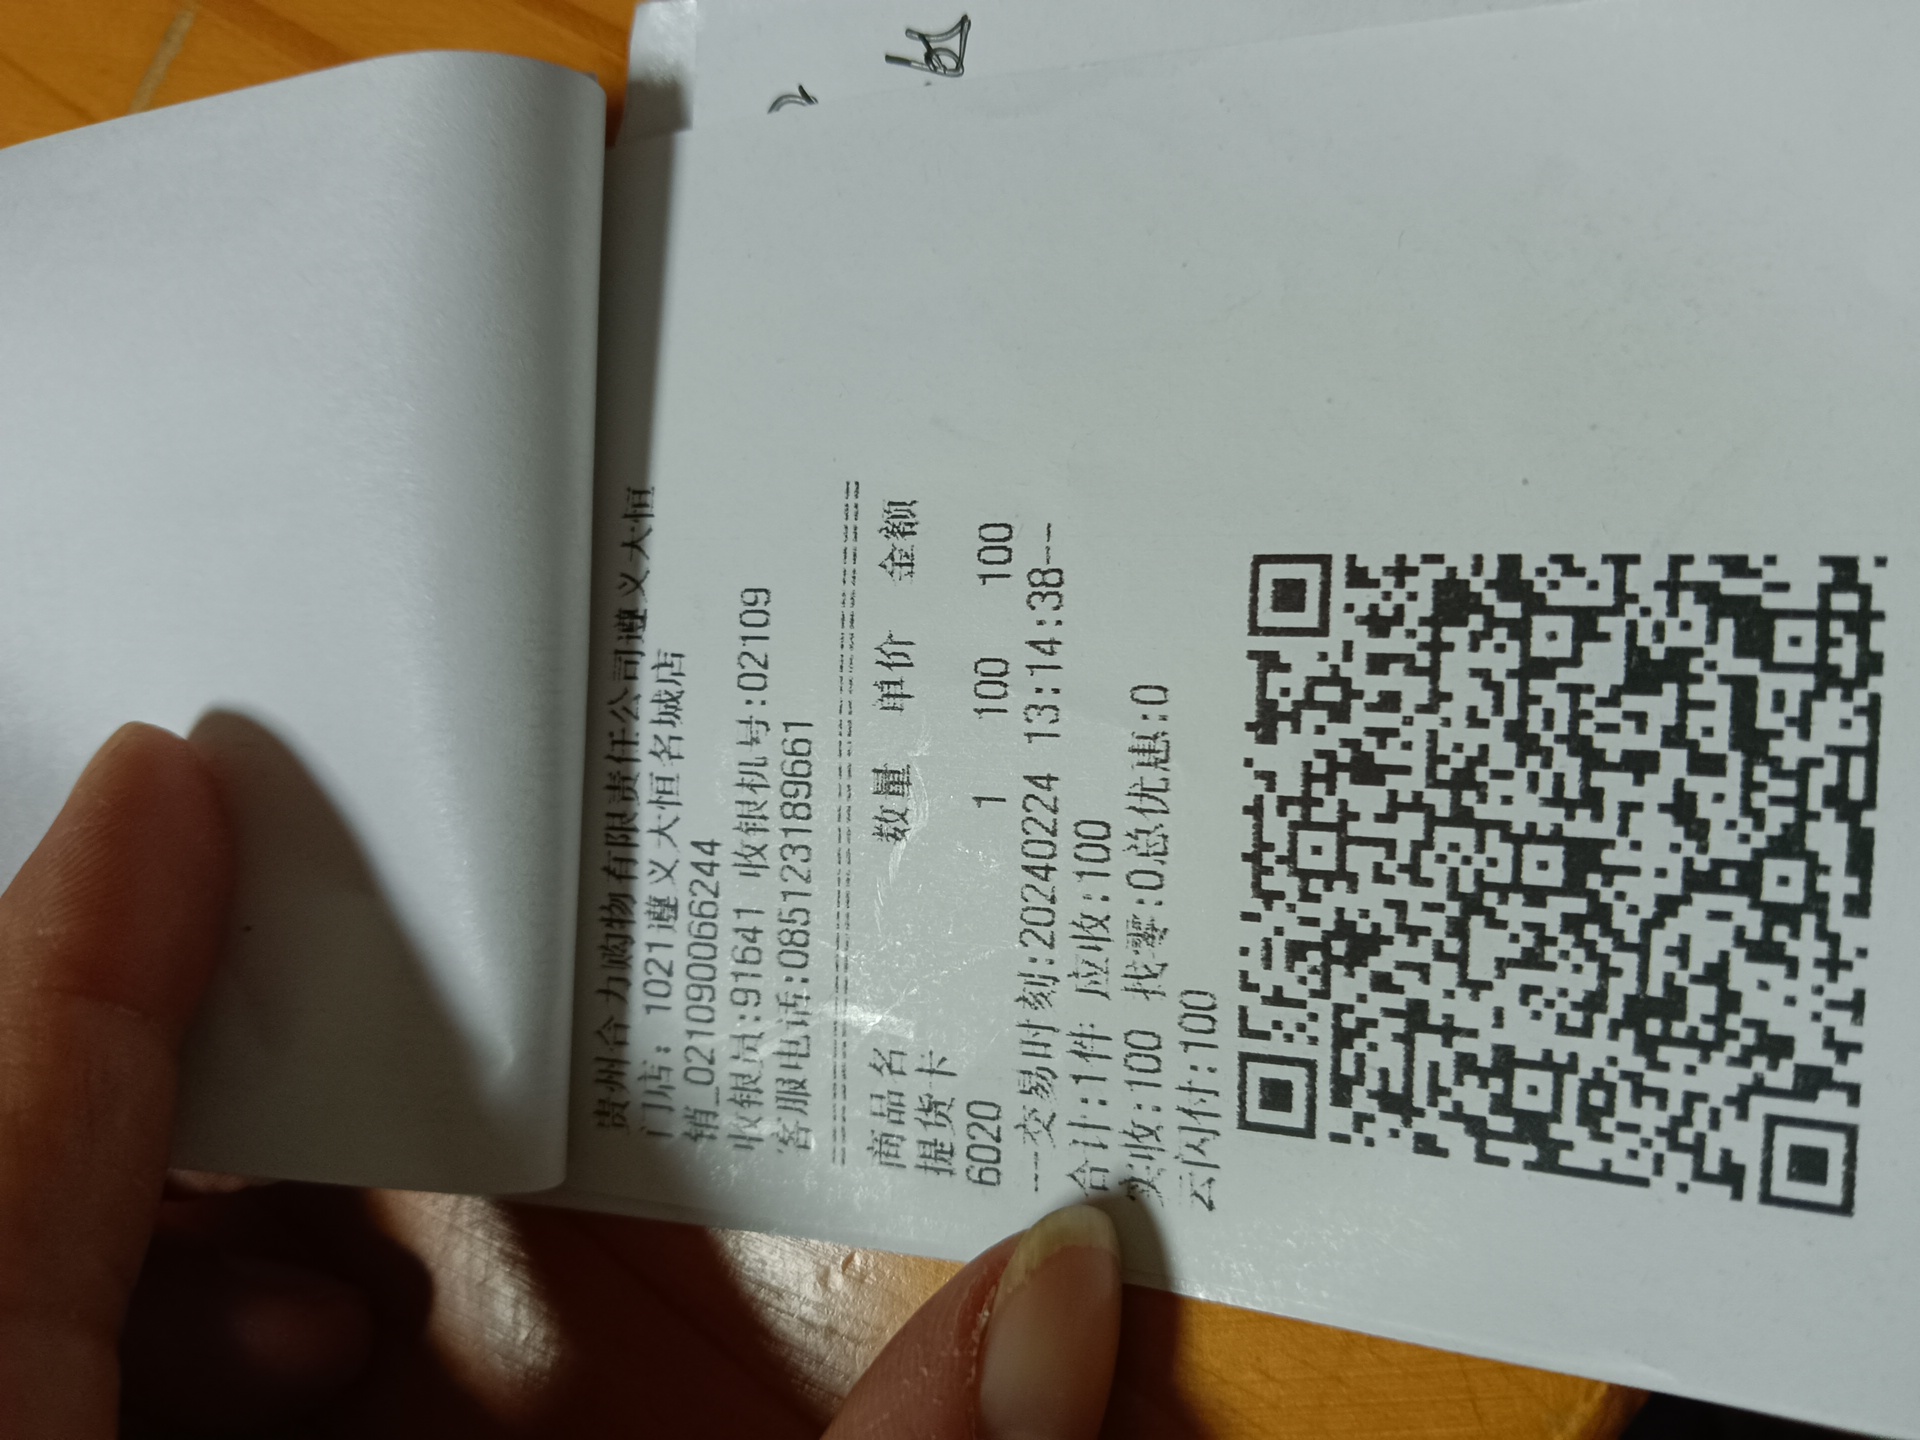 贵州合力购物有限责任公司遵义大恒
门店: 1021遵义大恒名城店
销_021090066244
收银员:91641 收银机号:02109
客服电话:085123189661
==============================
商品名 数量 单价 金额
提货卡
6020 1 100 100
---交易时刻:20240224 13:14:38--
合计:1件 应收:100
实收:100 找零:0总优惠:0
云闪付:100